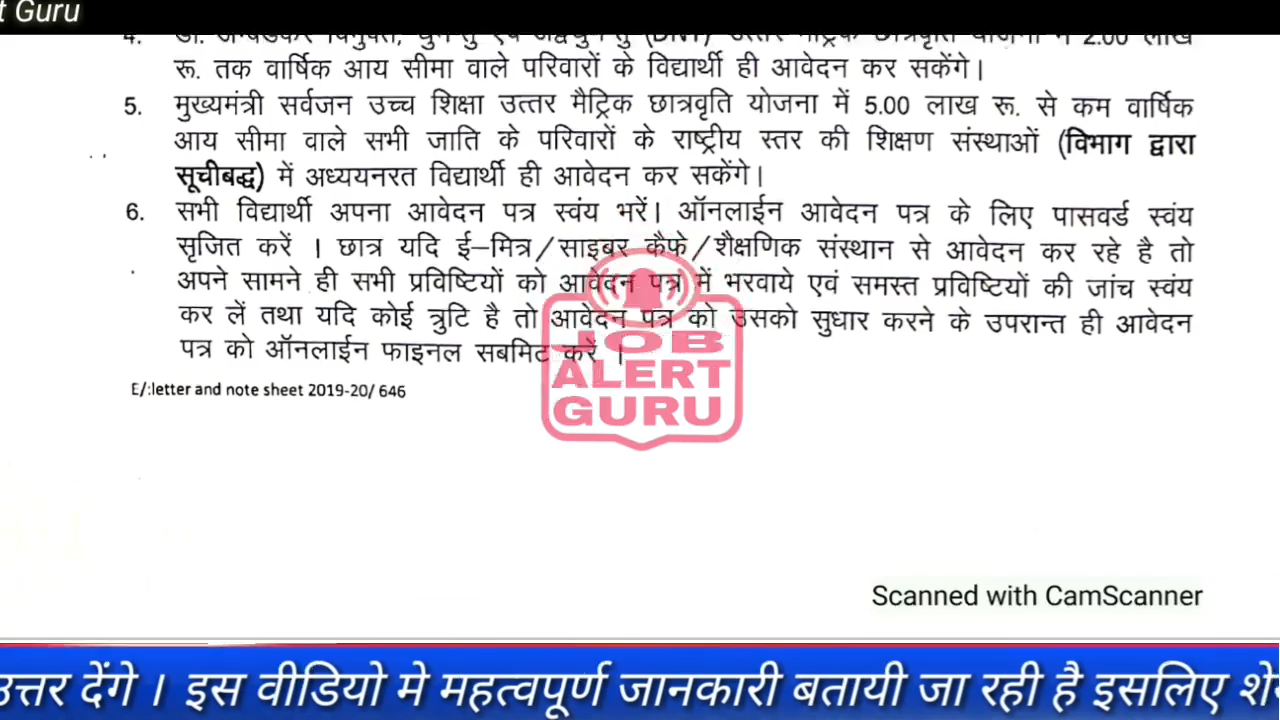 t Guru
4. डॉ. अम्बेडकर विमुक्त, घुमन्तु एवं अर्द्धघुमन्तु (DNT) उत्तर मैट्रिक छात्रवृति योजना में 2.00 लाख
रू. तक वार्षिक आय सीमा वाले परिवारों के विद्यार्थी ही आवेदन कर सकेंगे।
5. मुख्यमंत्री सर्वजन उच्च शिक्षा उत्तर मैट्रिक छात्रवृति योजना में 5.00 लाख रू. से कम वार्षिक
आय सीमा वाले सभी जाति के परिवारों के राष्ट्रीय स्तर की शिक्षण संस्थाओं (विभाग द्वारा
सूचीबद्ध) में अध्ययनरत विद्यार्थी ही आवेदन कर सकेंगे।
6. सभी विद्यार्थी अपना आवेदन पत्र स्वंय भरें। ऑनलाईन आवेदन पत्र के लिए पासवर्ड स्वंय
सृजित करें । छात्र यदि ई–मित्र/साइबर कैफे/शैक्षणिक संस्थान से आवेदन कर रहे है तो
अपने सामने ही सभी प्रविष्टियों को आवेदन पत्र में भरवाये एवं समस्त प्रविष्टियों की जांच स्वंय
कर लें तथा यदि कोई त्रुटि है तो आवेदन पत्र को उसको सुधार करने के उपरान्त ही आवेदन
पत्र को ऑनलाईन फाइनल सबमिट करें ।
JOB
ALERT
GURU
E/:letter and note sheet 2019-20/ 646
Scanned with CamScanner
उत्तर देंगे । इस वीडियो मे महत्वपूर्ण जानकारी बतायी जा रही है इसलिए